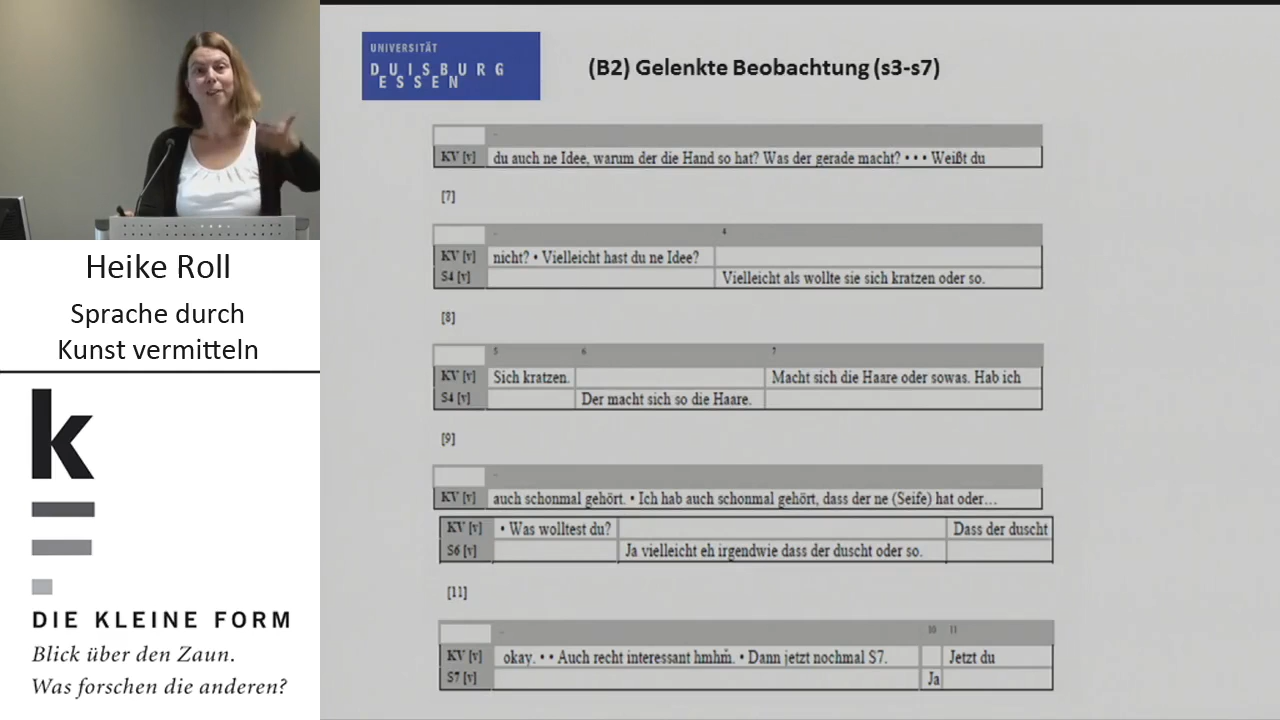 Heike Roll
Sprache durch
Kunst vermitteln
k
DIE KLEINE FORM
Blick über den Zaun.
Was forschen die anderen?
UNIVERSITÄT
DUISBURG
ESSEN
(B2) Gelenkte Beobachtung (s3-s7)
KV [v] du auch ne Idee, warum der die Hand so hat? Was der gerade macht? • • • Weißt du
[7]
4
KV [v] nicht? • Vielleicht hast du ne Idee?
S4 [v] Vielleicht als wollte sie sich kratzen oder so.
[8]
5 6 7
KV [v] Sich kratzen. Macht sich die Haare oder sowas. Hab ich
S4 [v] Der macht sich so die Haare.
[9]
KV [v] auch schonmal gehört. • Ich hab auch schonmal gehört, dass der ne (Seife) hat oder…
KV [v] • Was wolltest du? Dass der duscht
S6 [v] Ja vielleicht eh irgendwie dass der duscht oder so.
[11]
10 11
KV [v] okay. • • Auch recht interessant hmhm̌. • Dann jetzt nochmal S7. Jetzt du
S7 [v] Ja